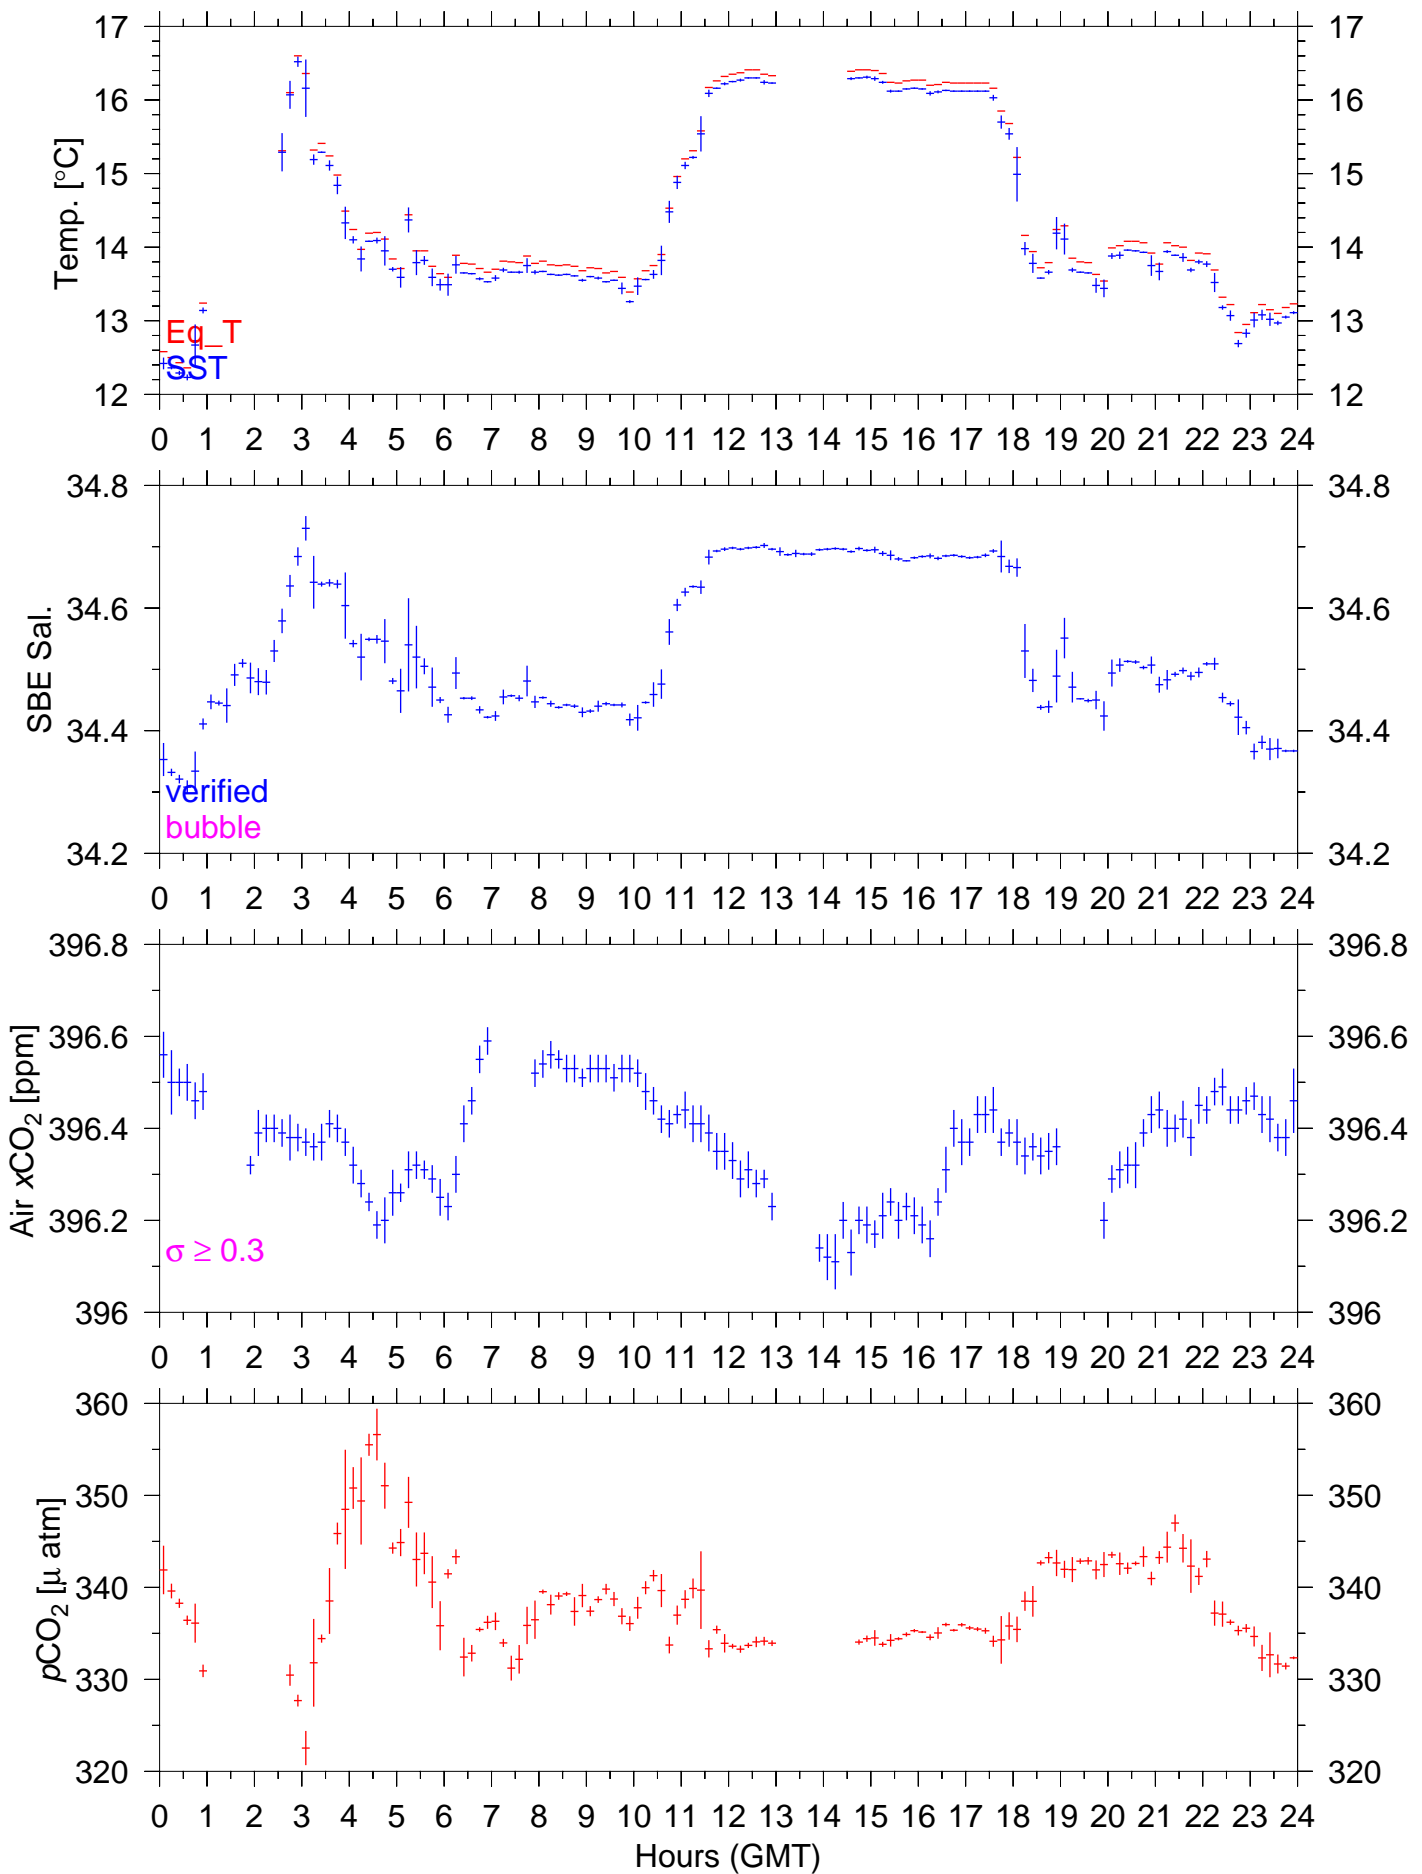 17 17
16 16
15 15
14 14
13 13
12 12
Temp. [°C]
Eq_T
SST
0 1 2 3 4 5 6 7 8 9 10 11 12 13 14 15 16 17 18 19 20 21 22 23 24
34.8 34.8
34.6 34.6
34.4 34.4
34.2 34.2
SBE Sal.
verified
bubble
0 1 2 3 4 5 6 7 8 9 10 11 12 13 14 15 16 17 18 19 20 21 22 23 24
396.8 396.8
396.6 396.6
396.4 396.4
396.2 396.2
396 396
Air xCO₂ [ppm]
σ ≥ 0.3
0 1 2 3 4 5 6 7 8 9 10 11 12 13 14 15 16 17 18 19 20 21 22 23 24
360 360
350 350
340 340
330 330
320 320
pCO₂ [µ atm]
0 1 2 3 4 5 6 7 8 9 10 11 12 13 14 15 16 17 18 19 20 21 22 23 24
Hours (GMT)